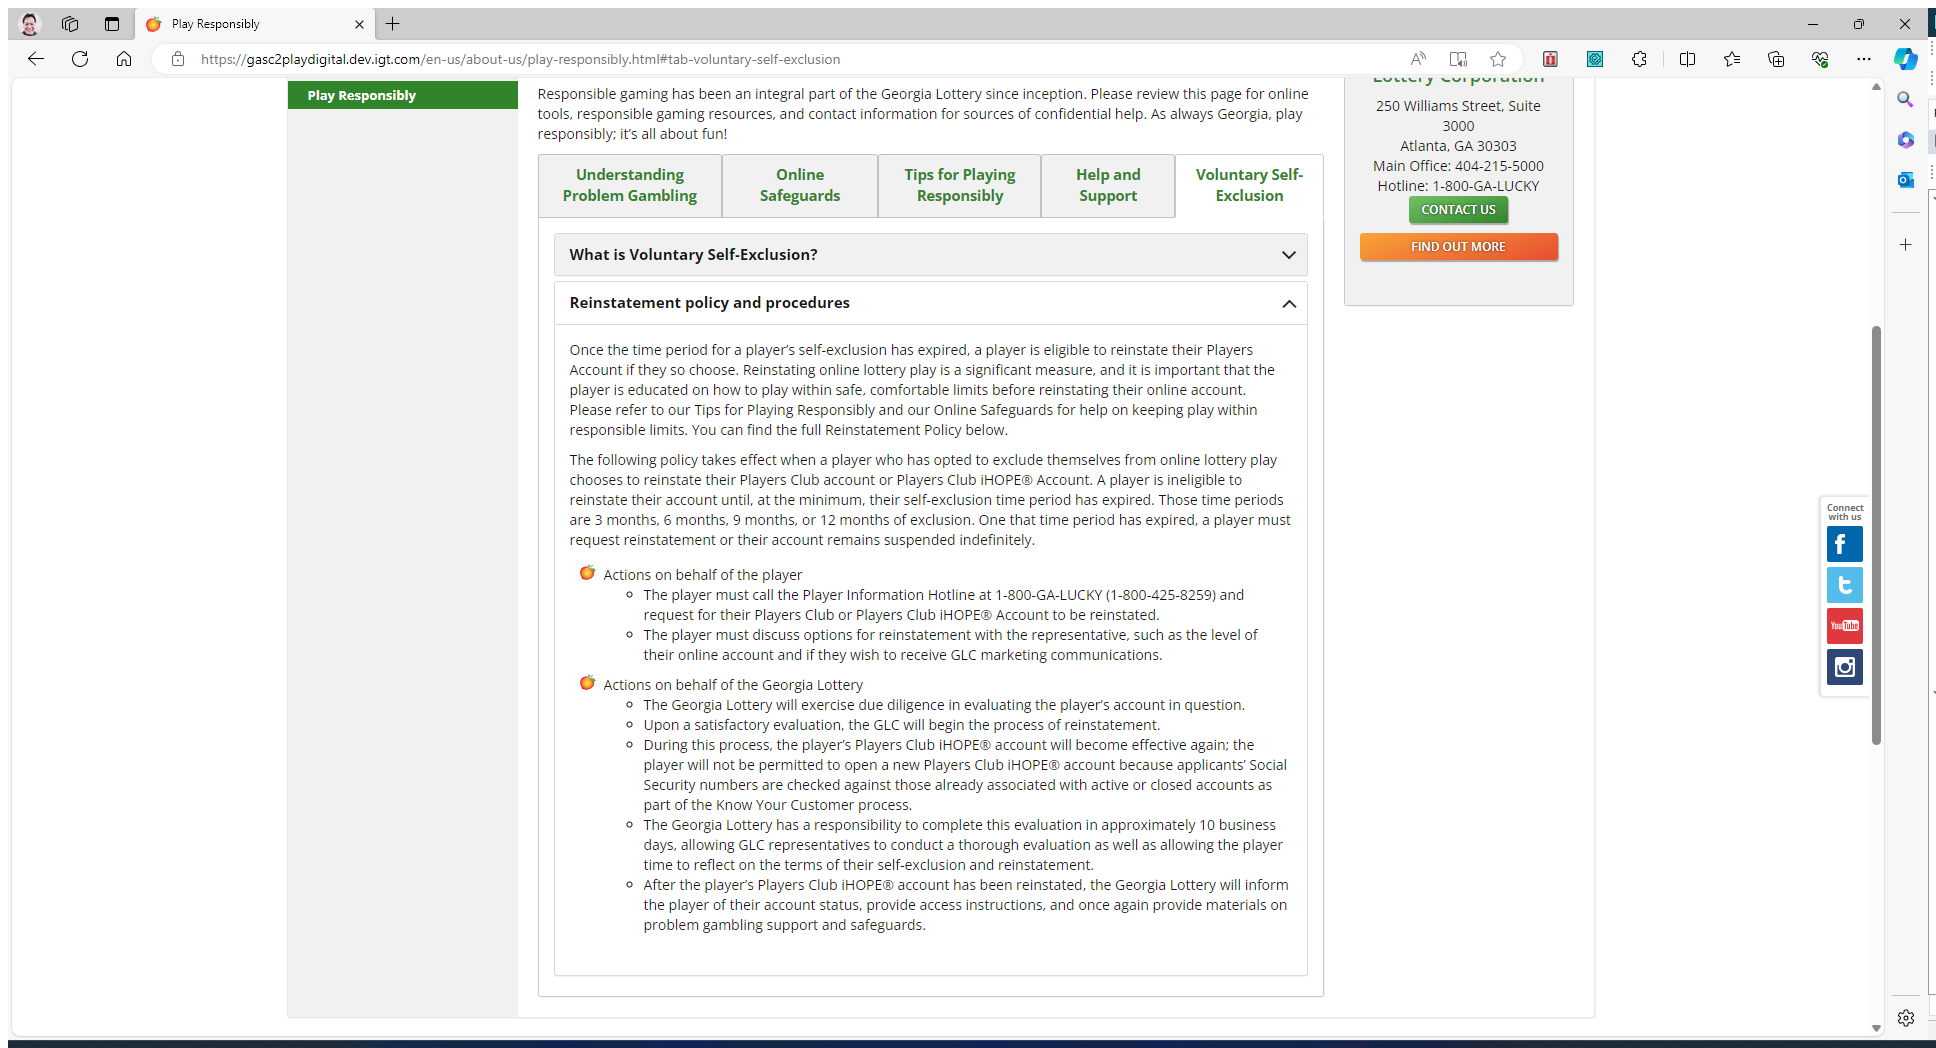 Play Responsibly
https://gasc2playdigital.dev.igt.com/en-us/about-us/play-responsibly.html#tab-voluntary-self-exclusion
Play Responsibly
Responsible gaming has been an integral part of the Georgia Lottery since inception. Please review this page for online
tools, responsible gaming resources, and contact information for sources of confidential help. As always Georgia, play
responsibly; it's all about fun!
Understanding
Problem Gambling
Online
Safeguards
Tips for Playing
Responsibly
Help and
Support
Voluntary Self-
Exclusion
What is Voluntary Self-Exclusion?
Reinstatement policy and procedures
Once the time period for a player's self-exclusion has expired, a player is eligible to reinstate their Players
Account if they so choose. Reinstating online lottery play is a significant measure, and it is important that the
player is educated on how to play within safe, comfortable limits before reinstating their online account.
Please refer to our Tips for Playing Responsibly and our Online Safeguards for help on keeping play within
responsible limits. You can find the full Reinstatement Policy below.
The following policy takes effect when a player who has opted to exclude themselves from online lottery play
chooses to reinstate their Players Club account or Players Club iHOPE® Account. A player is ineligible to
reinstate their account until, at the minimum, their self-exclusion time period has expired. Those time periods
are 3 months, 6 months, 9 months, or 12 months of exclusion. One that time period has expired, a player must
request reinstatement or their account remains suspended indefinitely.
Actions on behalf of the player
The player must call the Player Information Hotline at 1-800-GA-LUCKY (1-800-425-8259) and
request for their Players Club or Players Club iHOPE® Account to be reinstated.
The player must discuss options for reinstatement with the representative, such as the level of
their online account and if they wish to receive GLC marketing communications.
Actions on behalf of the Georgia Lottery
The Georgia Lottery will exercise due diligence in evaluating the player's account in question.
Upon a satisfactory evaluation, the GLC will begin the process of reinstatement.
During this process, the player's Players Club iHOPE® account will become effective again; the
player will not be permitted to open a new Players Club iHOPE® account because applicants' Social
Security numbers are checked against those already associated with active or closed accounts as
part of the Know Your Customer process.
The Georgia Lottery has a responsibility to complete this evaluation in approximately 10 business
days, allowing GLC representatives to conduct a thorough evaluation as well as allowing the player
time to reflect on the terms of their self-exclusion and reinstatement.
After the player's Players Club iHOPE® account has been reinstated, the Georgia Lottery will inform
the player of their account status, provide access instructions, and once again provide materials on
problem gambling support and safeguards.
Lottery Corporation
250 Williams Street, Suite
3000
Atlanta, GA 30303
Main Office: 404-215-5000
Hotline: 1-800-GA-LUCKY
CONTACT US
FIND OUT MORE
Connect
with us
You Tube